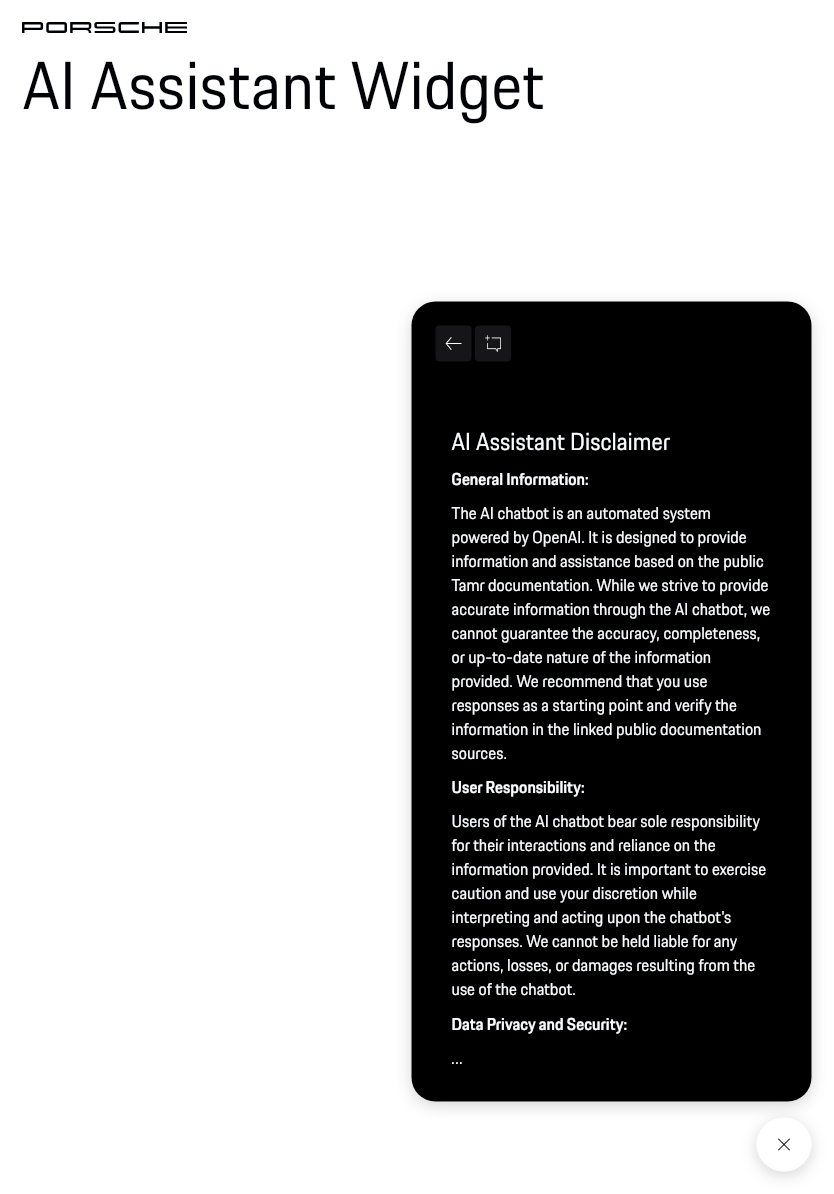 PORSCHE
AI Assistant Widget
AI Assistant Disclaimer
General Information:
The AI chatbot is an automated system
powered by OpenAI. It is designed to provide
information and assistance based on the public
Tamr documentation. While we strive to provide
accurate information through the AI chatbot, we
cannot guarantee the accuracy, completeness,
or up-to-date nature of the information
provided. We recommend that you use
responses as a starting point and verify the
information in the linked public documentation
sources.
User Responsibility:
Users of the AI chatbot bear sole responsibility
for their interactions and reliance on the
information provided. It is important to exercise
caution and use your discretion while
interpreting and acting upon the chatbot's
responses. We cannot be held liable for any
actions, losses, or damages resulting from the
use of the chatbot.
Data Privacy and Security:
...